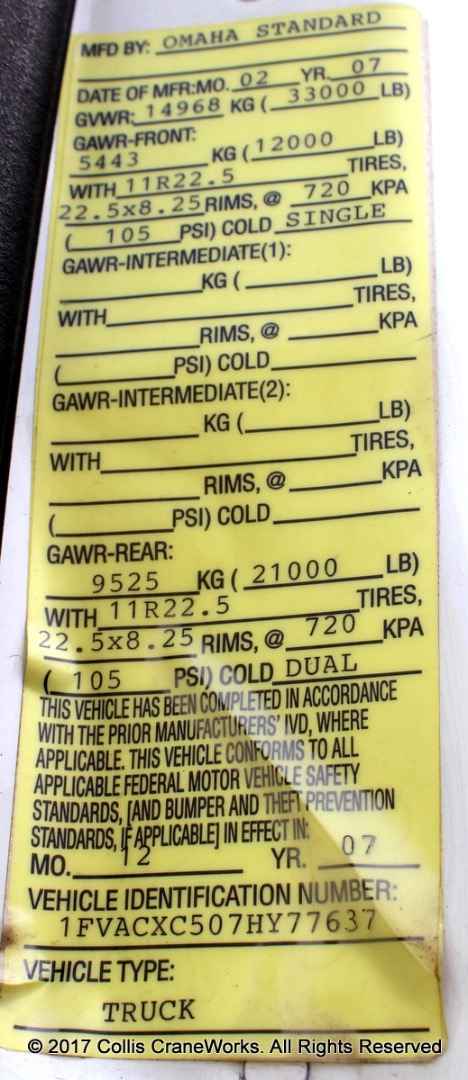 MFD BY: OMAHA STANDARD
DATE OF MFR:MO. 02 YR. 07
GVWR: 14968 KG ( 33000 LB)
GAWR-FRONT:
5443 KG ( 12000 LB)
WITH 11R22.5 TIRES,
22.5x8.25 RIMS, @ 720 KPA
( 105 PSI) COLD SINGLE
GAWR-INTERMEDIATE(1):
KG ( LB)
WITH TIRES,
RIMS, @ KPA
( PSI) COLD
GAWR-INTERMEDIATE(2):
KG ( LB)
WITH TIRES,
RIMS, @ KPA
( PSI) COLD
GAWR-REAR:
9525 KG ( 21000 LB)
WITH 11R22.5 TIRES,
22.5x8.25 RIMS, @ 720 KPA
( 105 PSI) COLD DUAL
THIS VEHICLE HAS BEEN COMPLETED IN ACCORDANCE
WITH THE PRIOR MANUFACTURERS' IVD, WHERE
APPLICABLE. THIS VEHICLE CONFORMS TO ALL
APPLICABLE FEDERAL MOTOR VEHICLE SAFETY
STANDARDS, [AND BUMPER AND THEFT PREVENTION
STANDARDS, IF APPLICABLE] IN EFFECT IN:
MO. 12 YR. 07
VEHICLE IDENTIFICATION NUMBER:
1FVACXC507HY77637
VEHICLE TYPE:
TRUCK
© 2017 Collis CraneWorks. All Rights Reserved